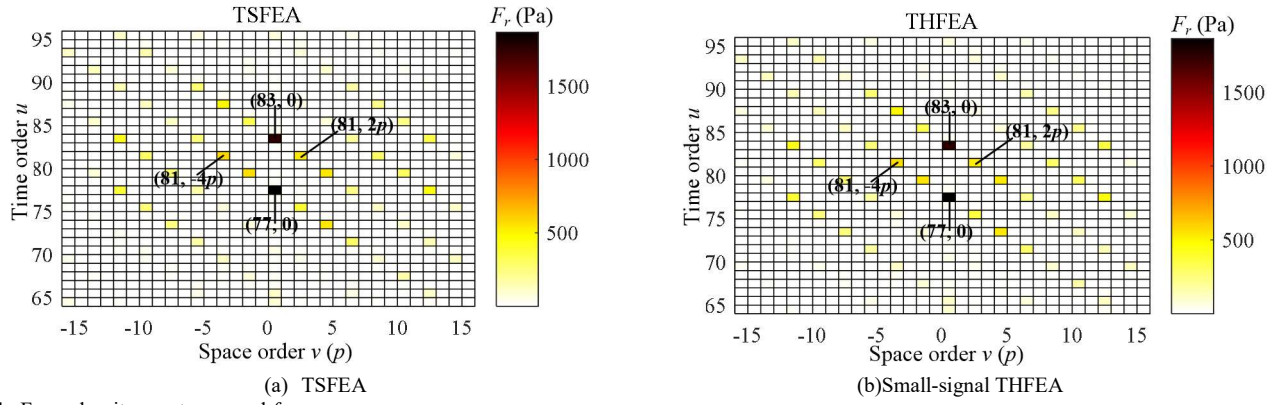 TSFEA
F_r (Pa)
95
90
85
80
75
70
65
Time order u
(83, 0)
(81, 2p)
(81, -4p)
(77, 0)
1500
1000
500
-15 -10 -5 0 5 10 15
Space order v (p)
(a) TSFEA
THFEA
F_r (Pa)
95
90
85
80
75
70
65
Time order u
(83, 0)
(81, 2p)
(81, -4p)
(77, 0)
1500
1000
500
-15 -10 -5 0 5 10 15
Space order v (p)
(b)Small-signal THFEA